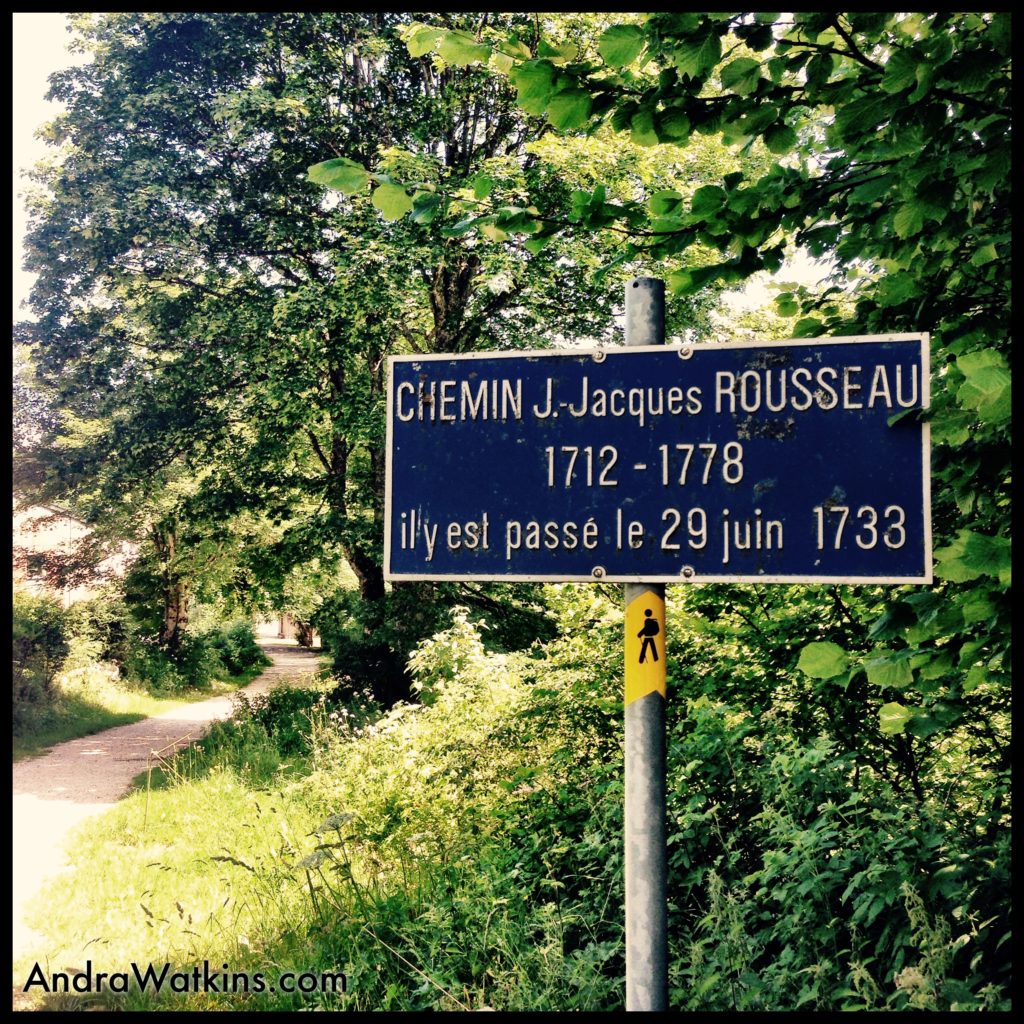 CHEMIN J.-Jacques ROUSSEAU
1712 - 1778
il'y est passé le 29 juin 1733
AndraWatkins.com